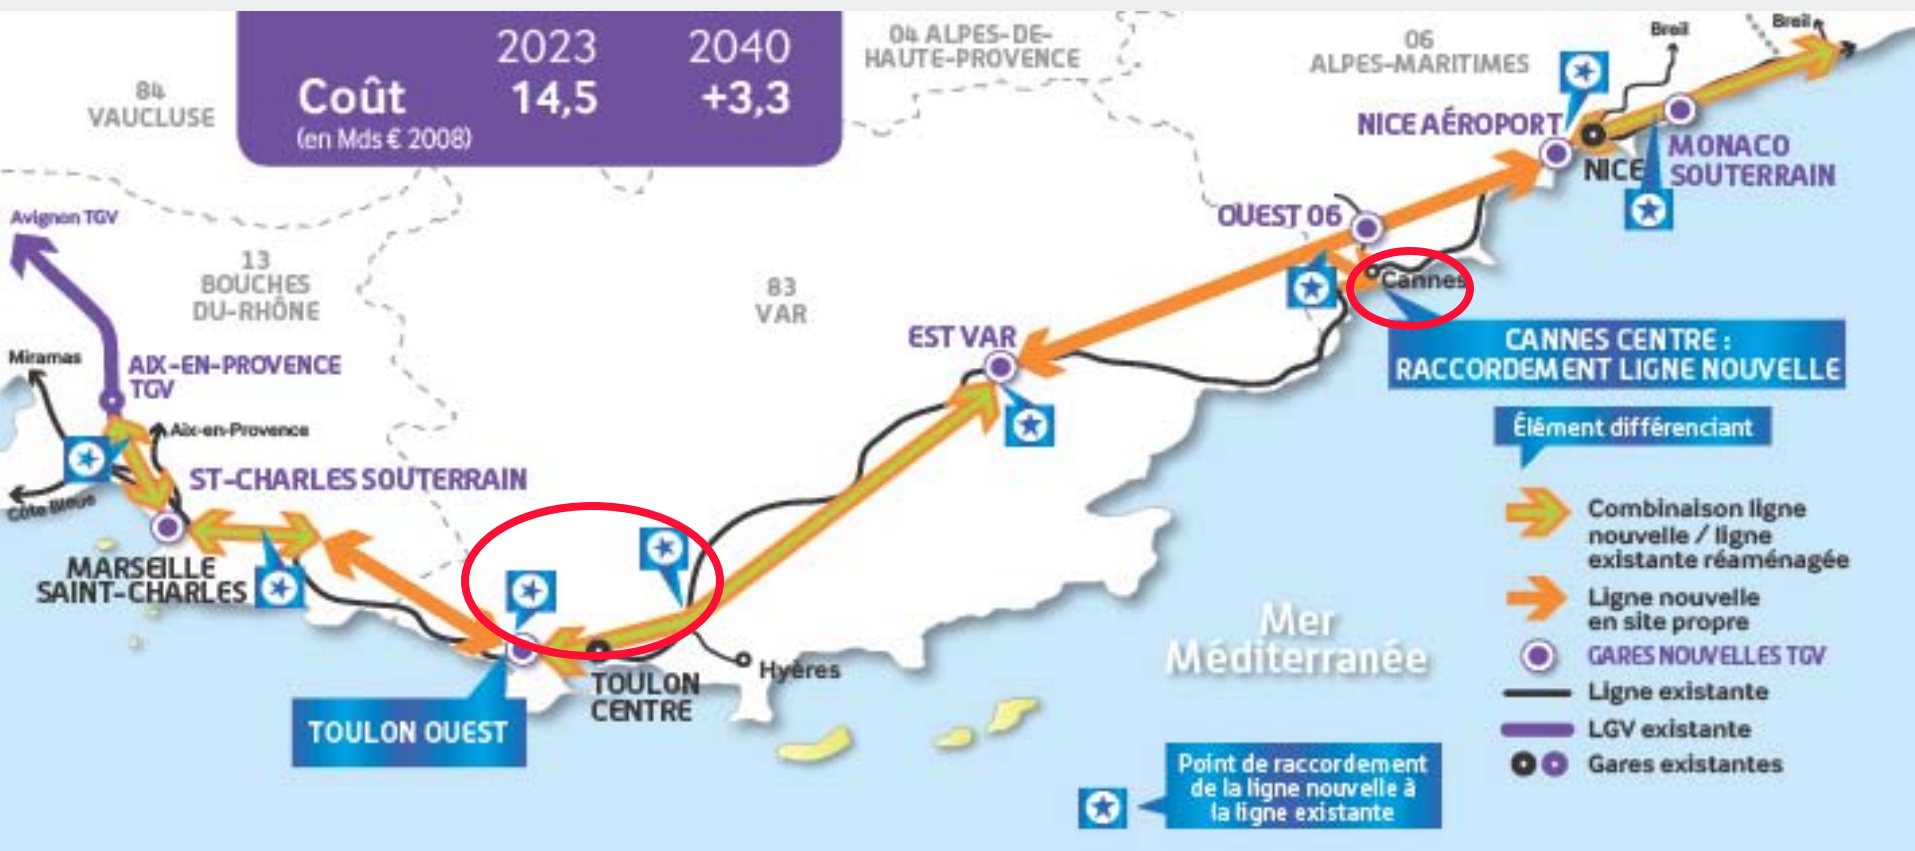 2023 2040
Coût 14,5 +3,3
(en Mds € 2008)
84
VAUCLUSE
04 ALPES-DE-
HAUTE-PROVENCE
06
ALPES-MARITIMES
Breil
Breil
NICE AÉROPORT
NICE
MONACO
SOUTERRAIN
OUEST 06
Cannes
CANNES CENTRE :
RACCORDEMENT LIGNE NOUVELLE
Avignon TGV
13
BOUCHES
DU-RHÔNE
83
VAR
EST VAR
Miramas
AIX-EN-PROVENCE
TGV
Aix-en-Provence
ST-CHARLES SOUTERRAIN
Côte Bleue
MARSEILLE
SAINT-CHARLES
TOULON OUEST
TOULON
CENTRE
Hyères
Mer
Méditerranée
Élément différenciant
Combinaison ligne
nouvelle / ligne
existante réaménagée
Ligne nouvelle
en site propre
GARES NOUVELLES TGV
Ligne existante
LGV existante
Gares existantes
Point de raccordement
de la ligne nouvelle à
la ligne existante